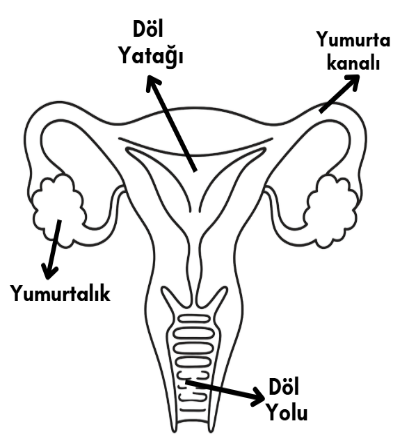 Döl
Yatağı
Yumurta
kanalı
Yumurtalık
Döl
Yolu